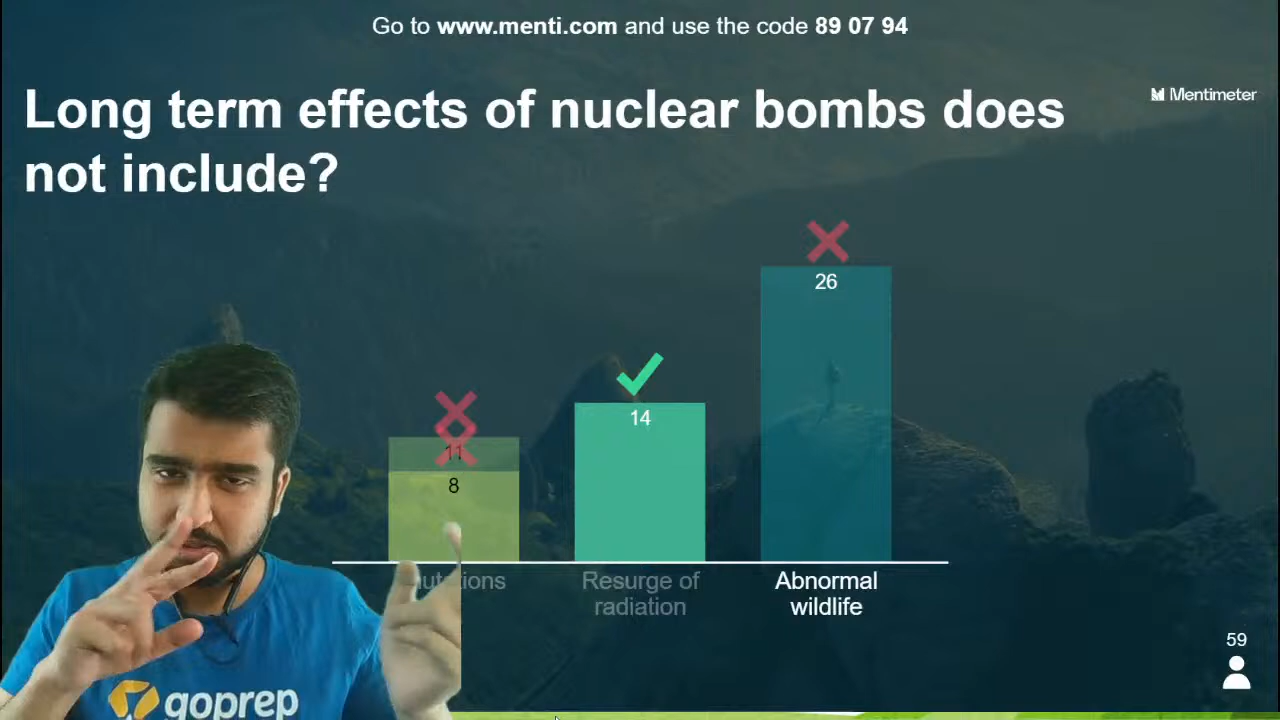 Go to www.menti.com and use the code 89 07 94
Mentimeter
Long term effects of nuclear bombs does
not include?
26
14
11
8
Resurge of
radiation
Abnormal
wildlife
59
goprep